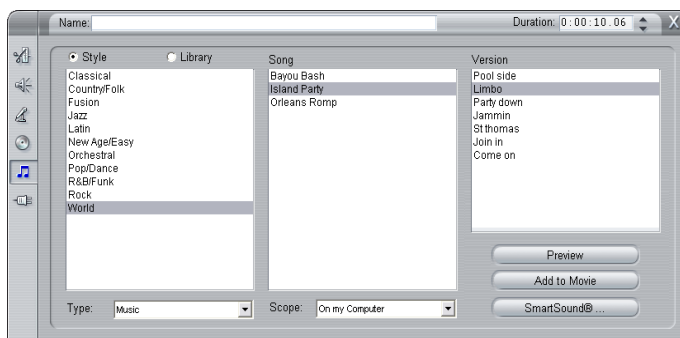 Name:
Duration: 0:00:10.06
X
Style
Library
Classical
Country/Folk
Fusion
Jazz
Latin
New Age/Easy
Orchestral
Pop/Dance
R&B/Funk
Rock
World
Song
Bayou Bash
Island Party
Orleans Romp
Version
Pool side
Limbo
Party down
Jammin
St thomas
Join in
Come on
Preview
Add to Movie
SmartSound® ...
Type: Music
Scope: On my Computer